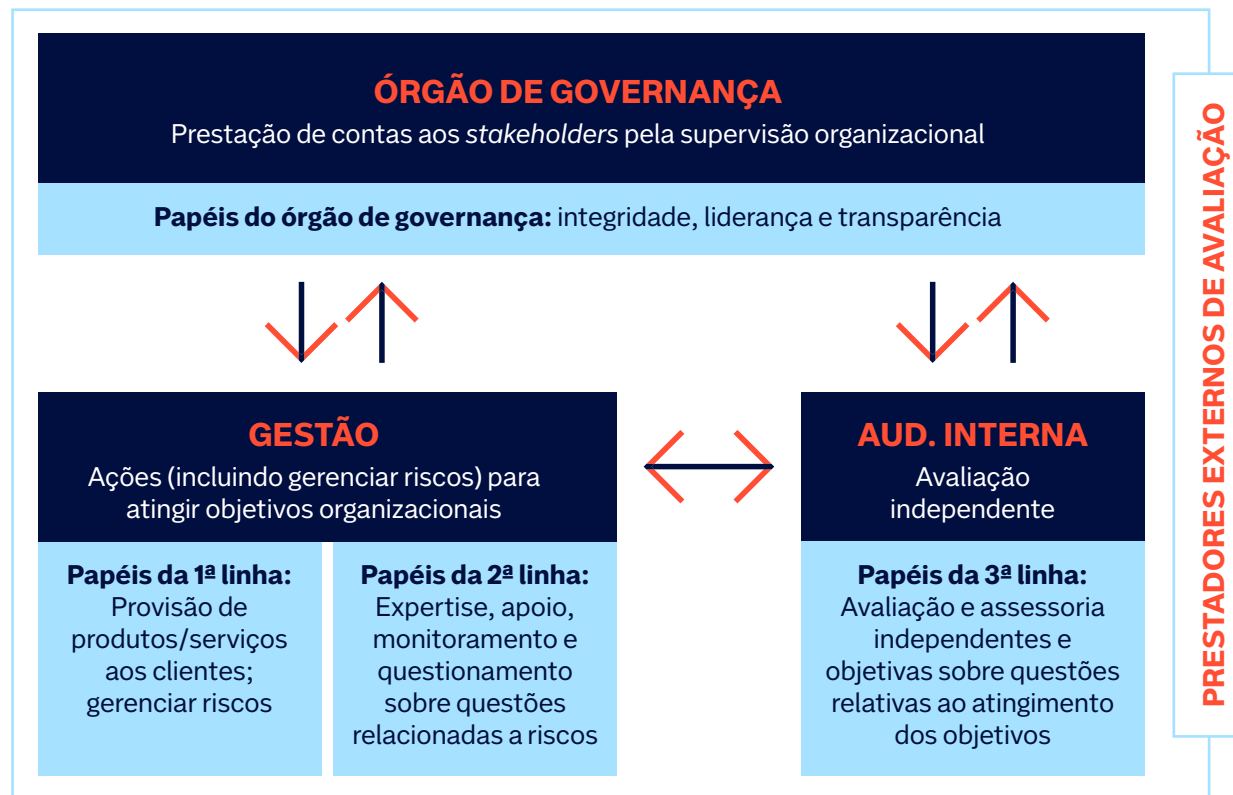 ÓRGÃO DE GOVERNANÇA
Prestação de contas aos stakeholders pela supervisão organizacional
Papéis do órgão de governança: integridade, liderança e transparência
GESTÃO
Ações (incluindo gerenciar riscos) para
atingir objetivos organizacionais
Papéis da 1ª linha:
Provisão de
produtos/serviços
aos clientes;
gerenciar riscos
Papéis da 2ª linha:
Expertise, apoio,
monitoramento e
questionamento
sobre questões
relacionadas a riscos
AUD. INTERNA
Avaliação
independente
Papéis da 3ª linha:
Avaliação e assessoria
independentes e
objetivas sobre questões
relativas ao atingimento
dos objetivos
PRESTADORES EXTERNOS DE AVALIAÇÃO